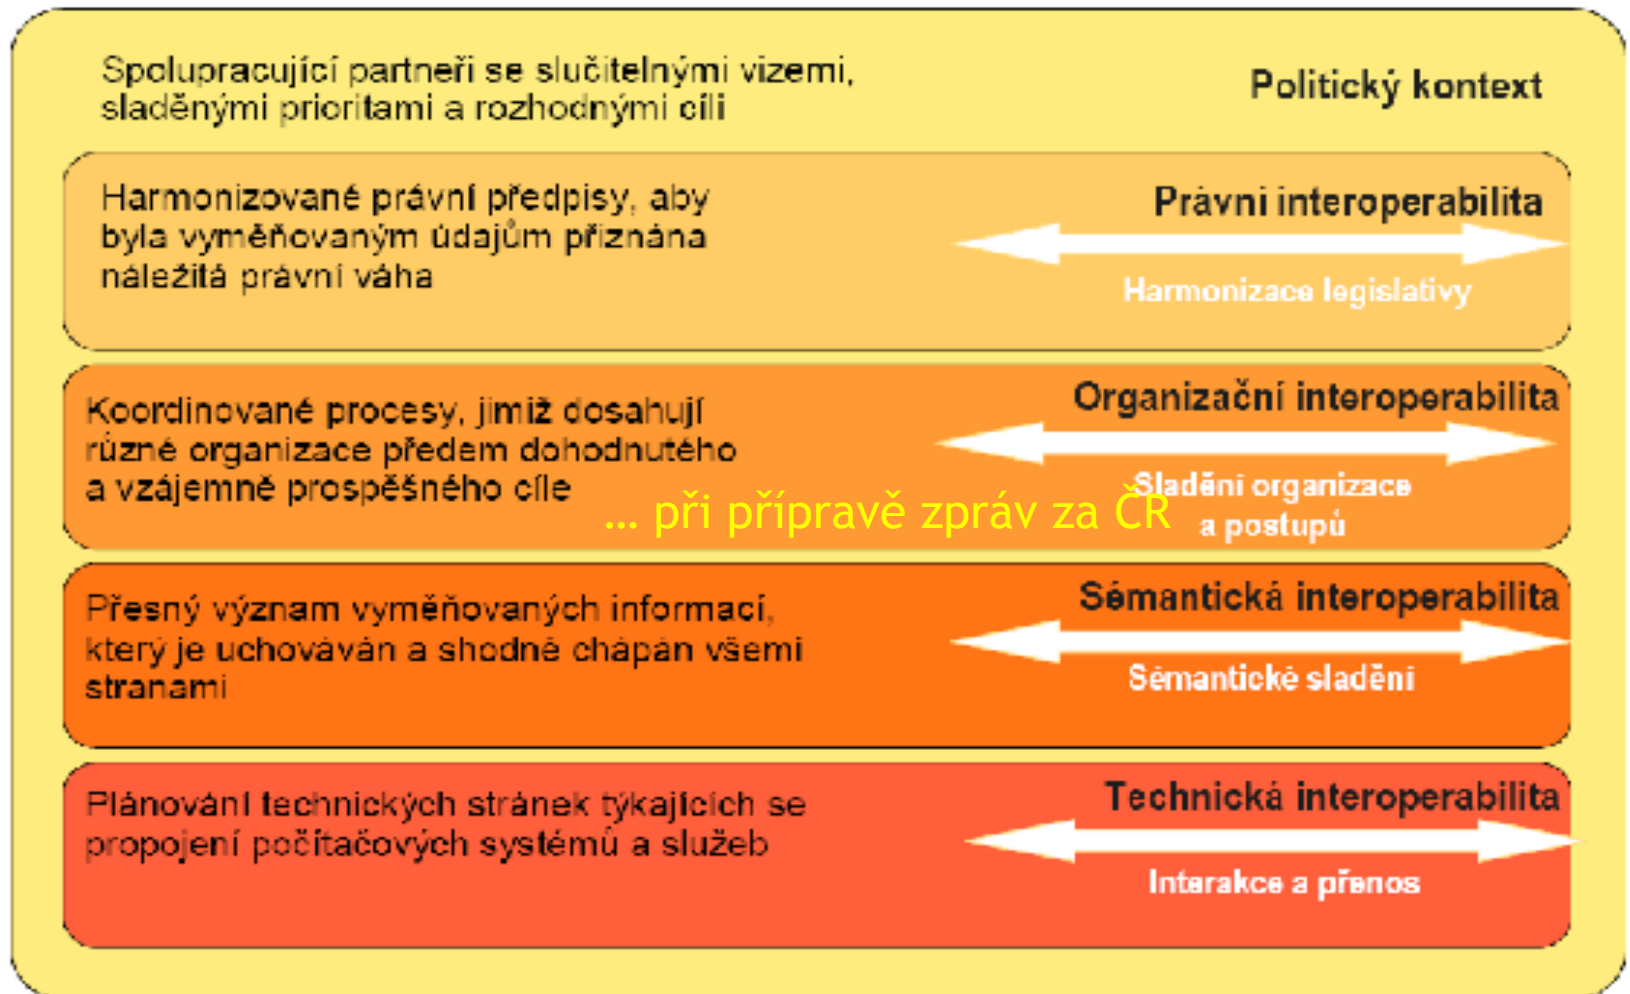 Spolupracující partneři se slučitelnými vizemi,
sladěnými prioritami a rozhodnými cíli
Politický kontext
Harmonizované právní předpisy, aby
byla vyměňovaným údajům přiznána
náležitá právní váha
Právní interoperabilita
Harmonizace legislativy
Koordinované procesy, jimiž dosahují
různé organizace předem dohodnutého
a vzájemně prospěšného cíle
Organizační interoperabilita
Sladění organizace
a postupů
... při přípravě zpráv za ČR
Přesný význam vyměňovaných informací,
který je uchováván a shodně chápán všemi
stranami
Sémantická interoperabilita
Sémantické sladění
Plánování technických stránek týkajících se
propojení počítačových systémů a služeb
Technická interoperabilita
Interakce a přenos